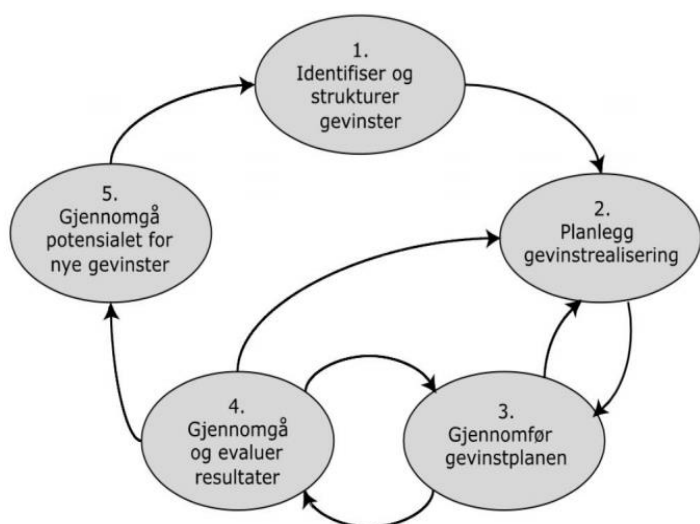 1.
Identifiser og
strukturer
gevinster
2.
Planlegg
gevinstrealisering
3.
Gjennomfør
gevinstplanen
4.
Gjennomgå
og evaluer
resultater
5.
Gjennomgå
potensialet for
nye gevinster